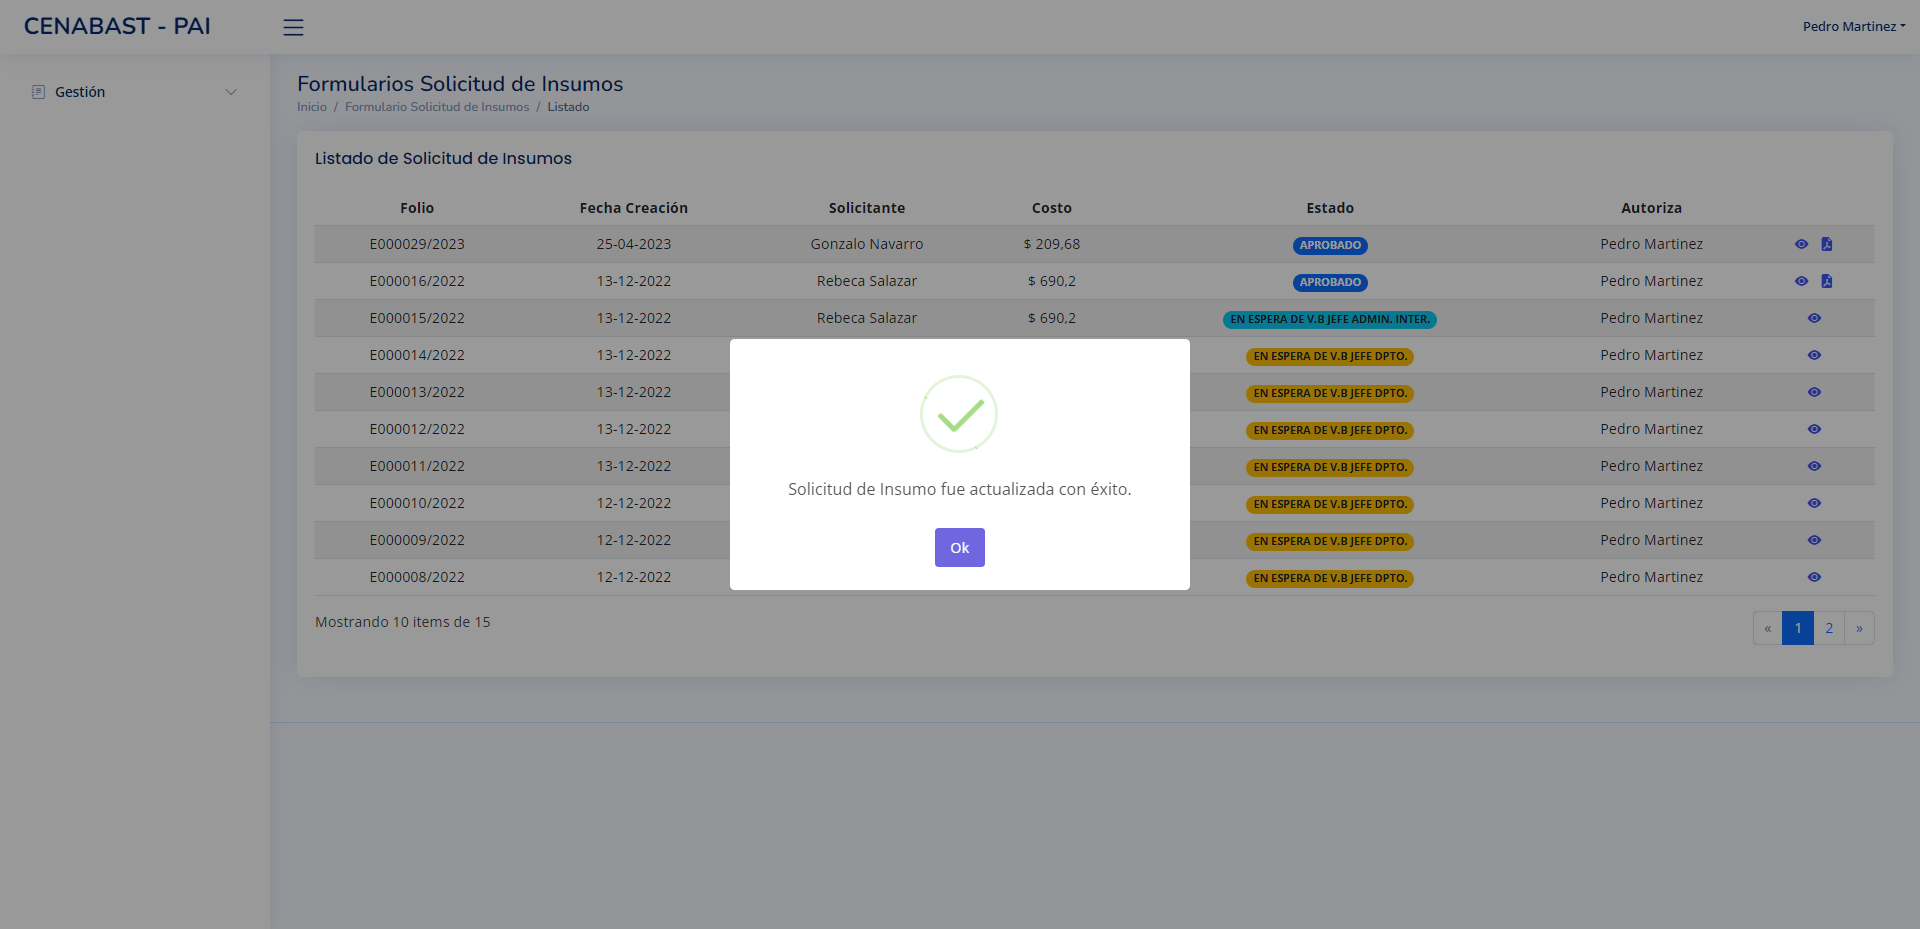 CENABAST - PAI
Pedro Martinez
Gestión
Formularios Solicitud de Insumos
Inicio / Formulario Solicitud de Insumos / Listado
Listado de Solicitud de Insumos
Folio Fecha Creación Solicitante Costo Estado Autoriza
E000029/2023 25-04-2023 Gonzalo Navarro $ 209,68 APROBADO Pedro Martinez
E000016/2022 13-12-2022 Rebeca Salazar $ 690,2 APROBADO Pedro Martinez
E000015/2022 13-12-2022 Rebeca Salazar $ 690,2 EN ESPERA DE V.B JEFE ADMIN. INTER. Pedro Martinez
E000014/2022 13-12-2022 EN ESPERA DE V.B JEFE DPTO. Pedro Martinez
E000013/2022 13-12-2022 EN ESPERA DE V.B JEFE DPTO. Pedro Martinez
E000012/2022 13-12-2022 EN ESPERA DE V.B JEFE DPTO. Pedro Martinez
E000011/2022 13-12-2022 EN ESPERA DE V.B JEFE DPTO. Pedro Martinez
E000010/2022 12-12-2022 EN ESPERA DE V.B JEFE DPTO. Pedro Martinez
E000009/2022 12-12-2022 EN ESPERA DE V.B JEFE DPTO. Pedro Martinez
E000008/2022 12-12-2022 EN ESPERA DE V.B JEFE DPTO. Pedro Martinez
Solicitud de Insumo fue actualizada con éxito.
Ok
Mostrando 10 items de 15
« 1 2 »